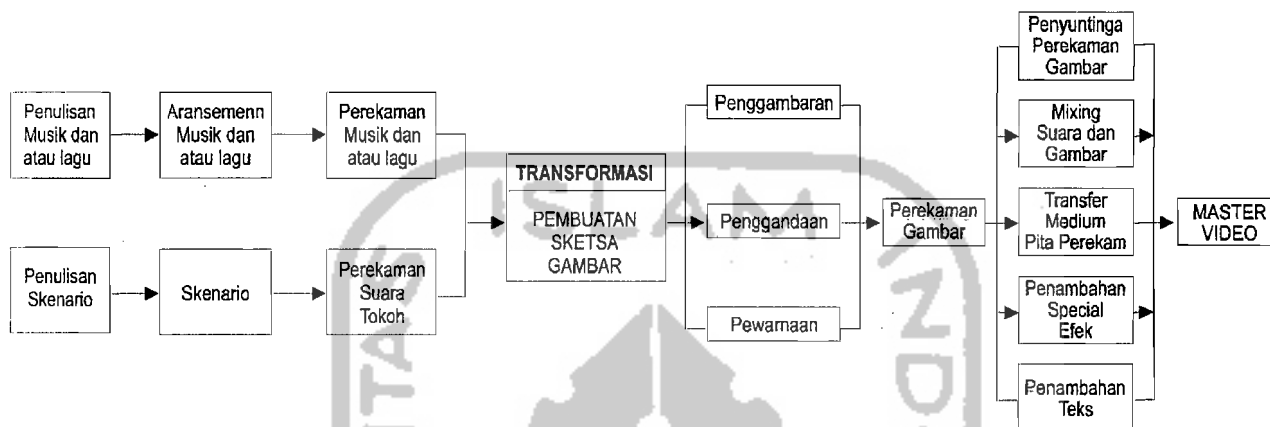 Penulisan
Musik dan
atau lagu
Aransemenn
Musik dan
atau lagu
Perekaman
Musik dan
atau lagu
Penulisan
Skenario
Skenario
Perekaman
Suara
Tokoh
TRANSFORMASI
PEMBUATAN
SKETSA
GAMBAR
Penggambaran
Penggandaan
Pewarnaan
Perekaman
Gambar
Penyuntinga
Perekaman
Gambar
Mixing
Suara dan
Gambar
Transfer
Medium
Pita Perekam
Penambahan
Special
Efek
Penambahan
Teks
MASTER
VIDEO
ISLAM